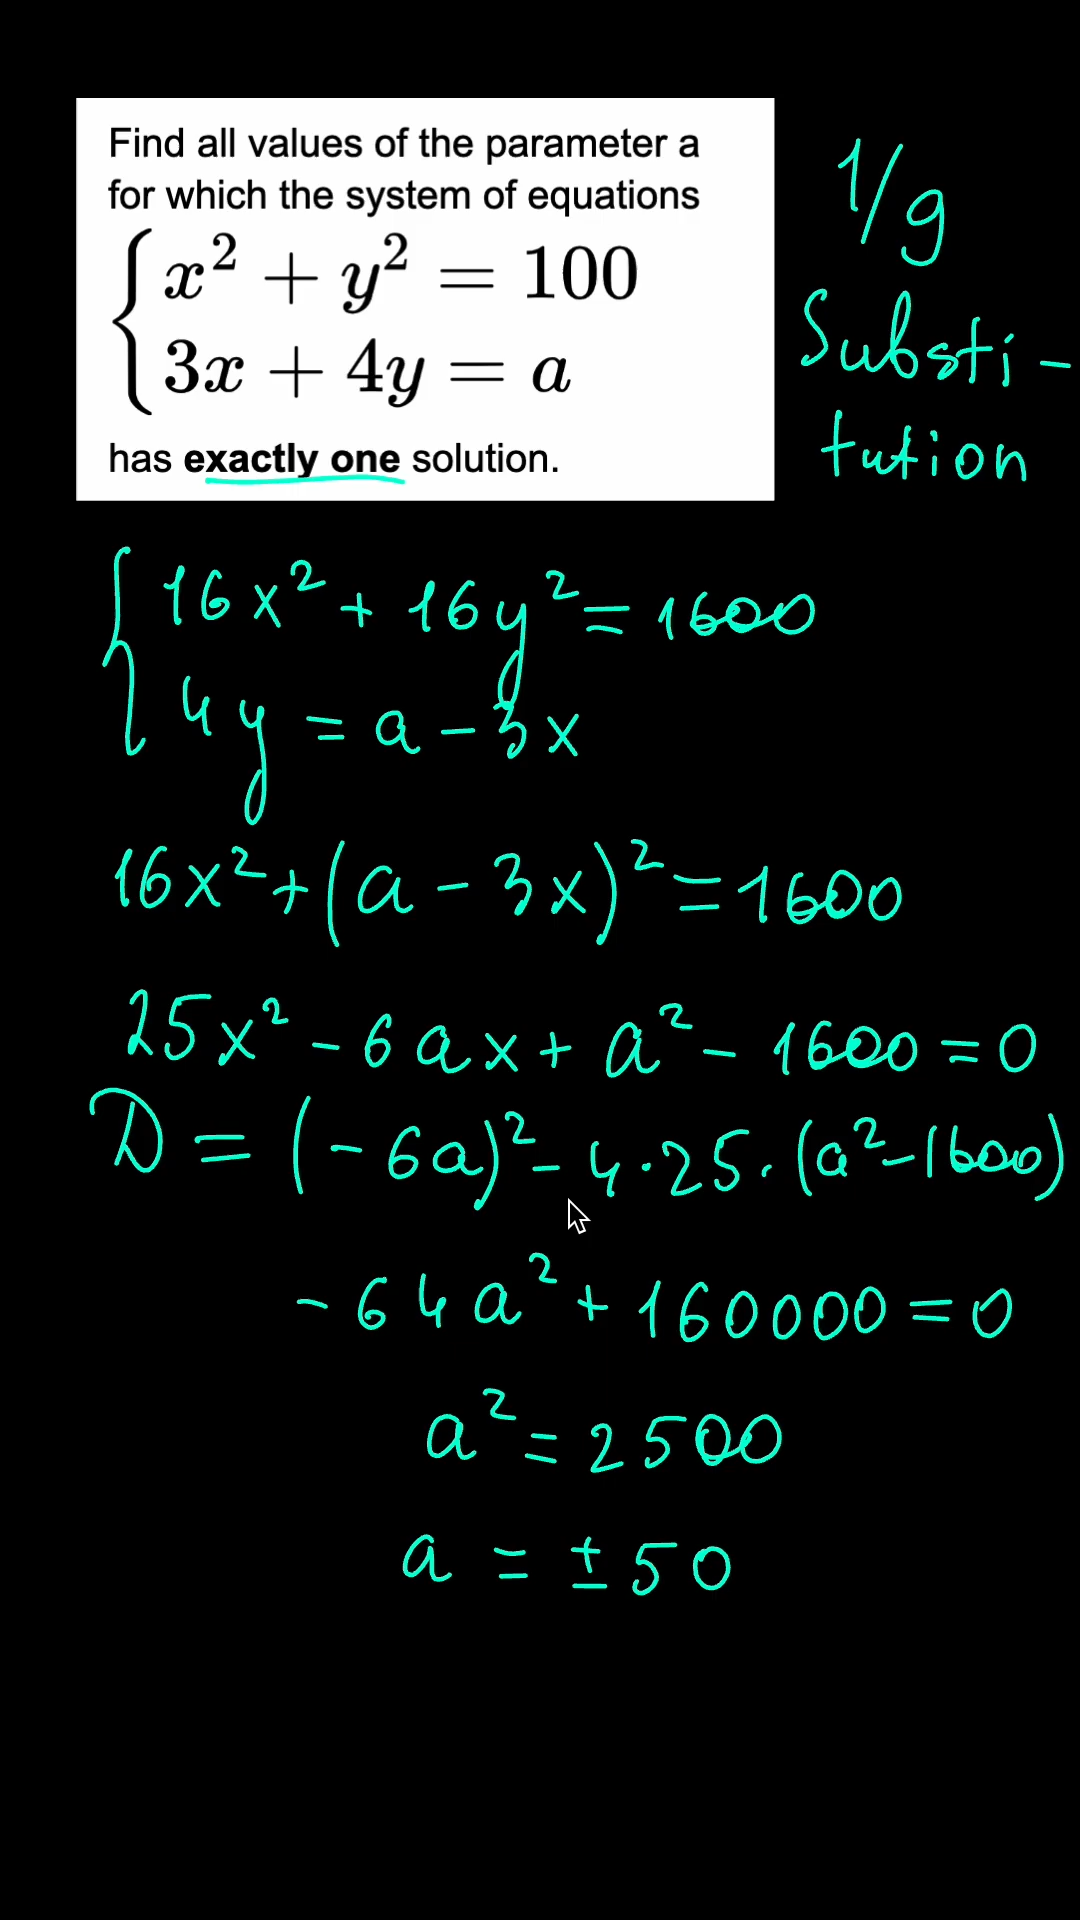 Find all values of the parameter a
for which the system of equations
x² + y² = 100
3x + 4y = a
has exactly one solution.
1/9
Substi-
tution
16x² + 16y² = 1600
4y = a - 3x
16x² + (a - 3x)² = 1600
25x² - 6ax + a² - 1600 = 0
D = (-6a)² - 4·25·(a² - 1600)
-64a² + 160000 = 0
a² = 2500
a = ±50